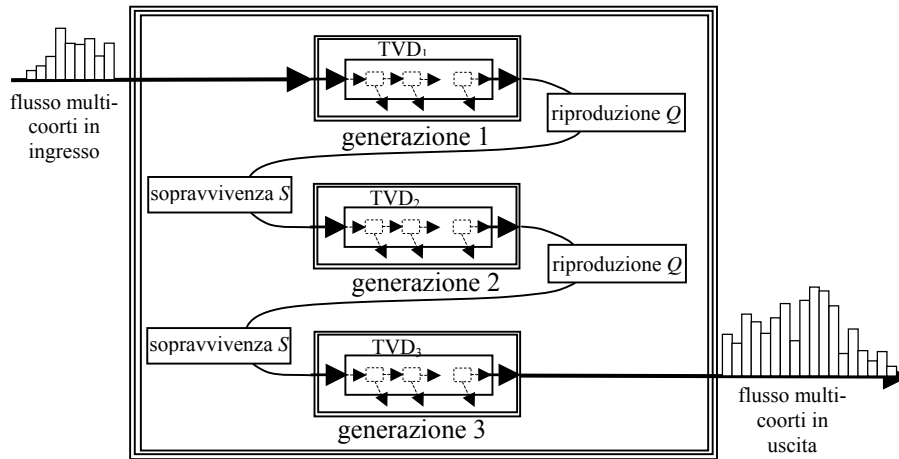 flusso multi-
coorti in
ingresso
TVD1
generazione 1
riproduzione Q
sopravvivenza S
TVD2
generazione 2
riproduzione Q
sopravvivenza S
TVD3
generazione 3
flusso multi-
coorti in
uscita